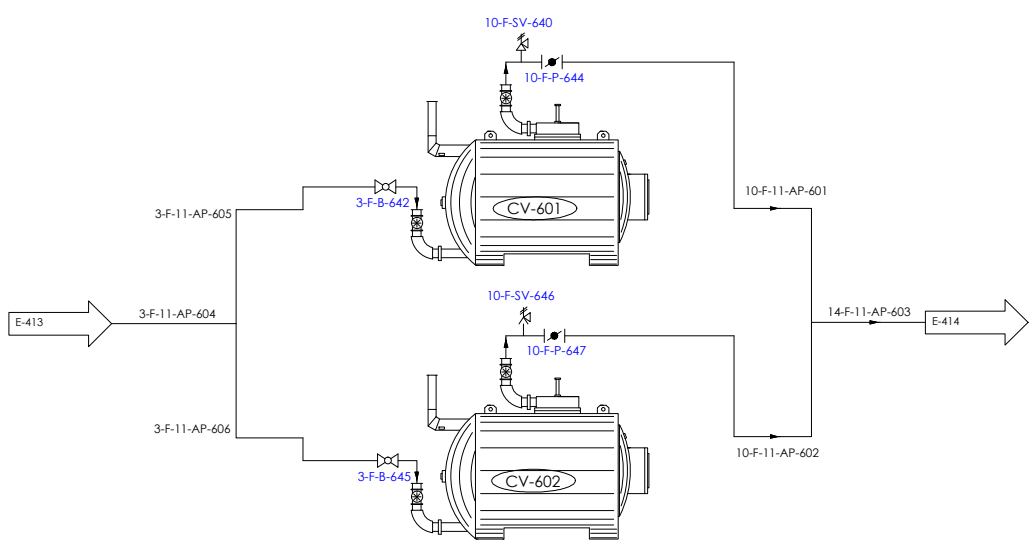 10-F-SV-640
10-F-P-644
10-F-11-AP-601
3-F-B-642
3-F-11-AP-605
CV-601
10-F-SV-646
E-413
3-F-11-AP-604
14-F-11-AP-603
E-414
10-F-P-647
3-F-11-AP-606
10-F-11-AP-602
3-F-B-645
CV-602